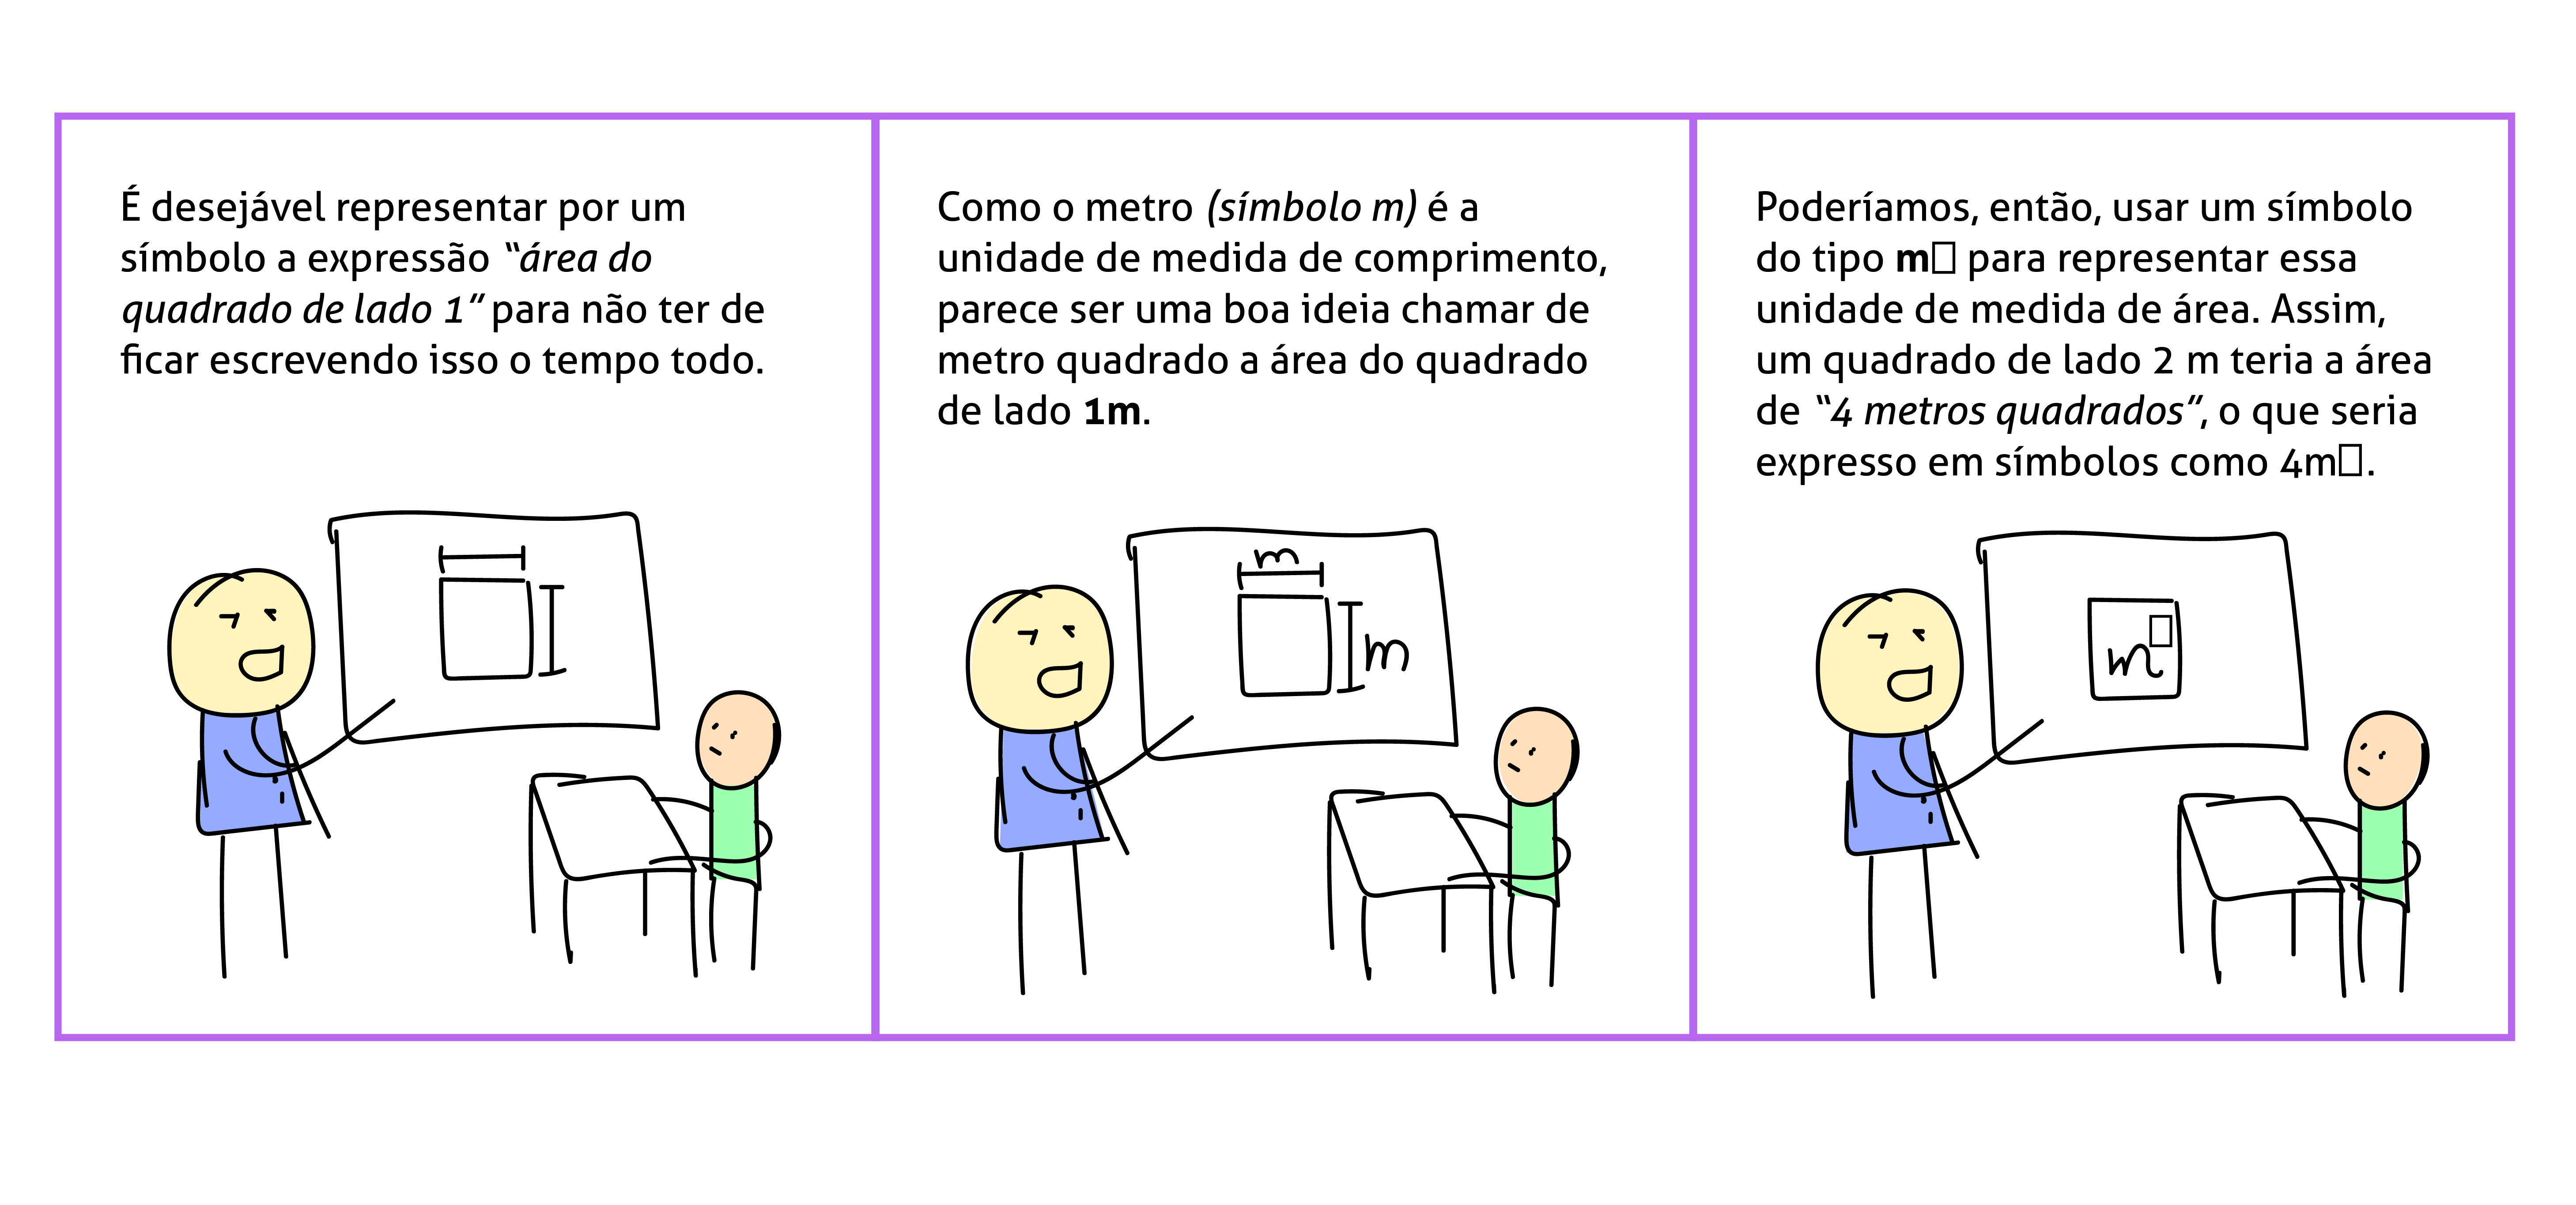 É desejável representar por um
símbolo a expressão “área do
quadrado de lado 1” para não ter de
ficar escrevendo isso o tempo todo.
Como o metro (símbolo m) é a
unidade de medida de comprimento,
parece ser uma boa ideia chamar de
metro quadrado a área do quadrado
de lado 1m.
m
m
Poderíamos, então, usar um símbolo
do tipo m□ para representar essa
unidade de medida de área. Assim,
um quadrado de lado 2 m teria a área
de “4 metros quadrados”, o que seria
expresso em símbolos como 4m□.
m□